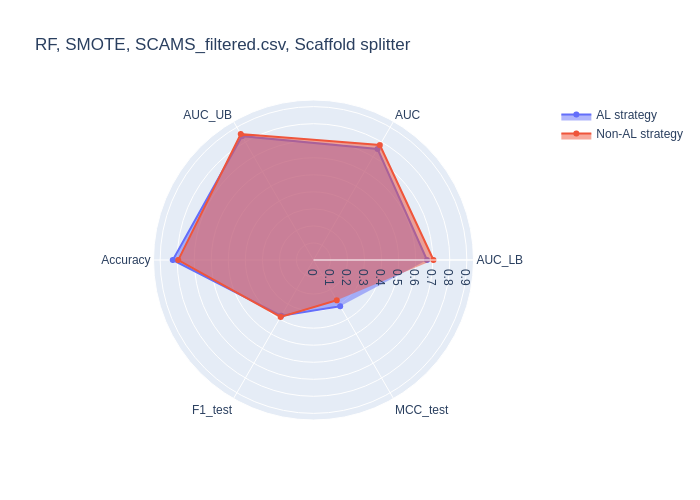 RF, SMOTE, SCAMS_filtered.csv, Scaffold splitter
AUC_UB
AUC
AL strategy
Non-AL strategy
Accuracy
AUC_LB
0
0.1
0.2
0.3
0.4
0.5
0.6
0.7
0.8
0.9
F1_test
MCC_test